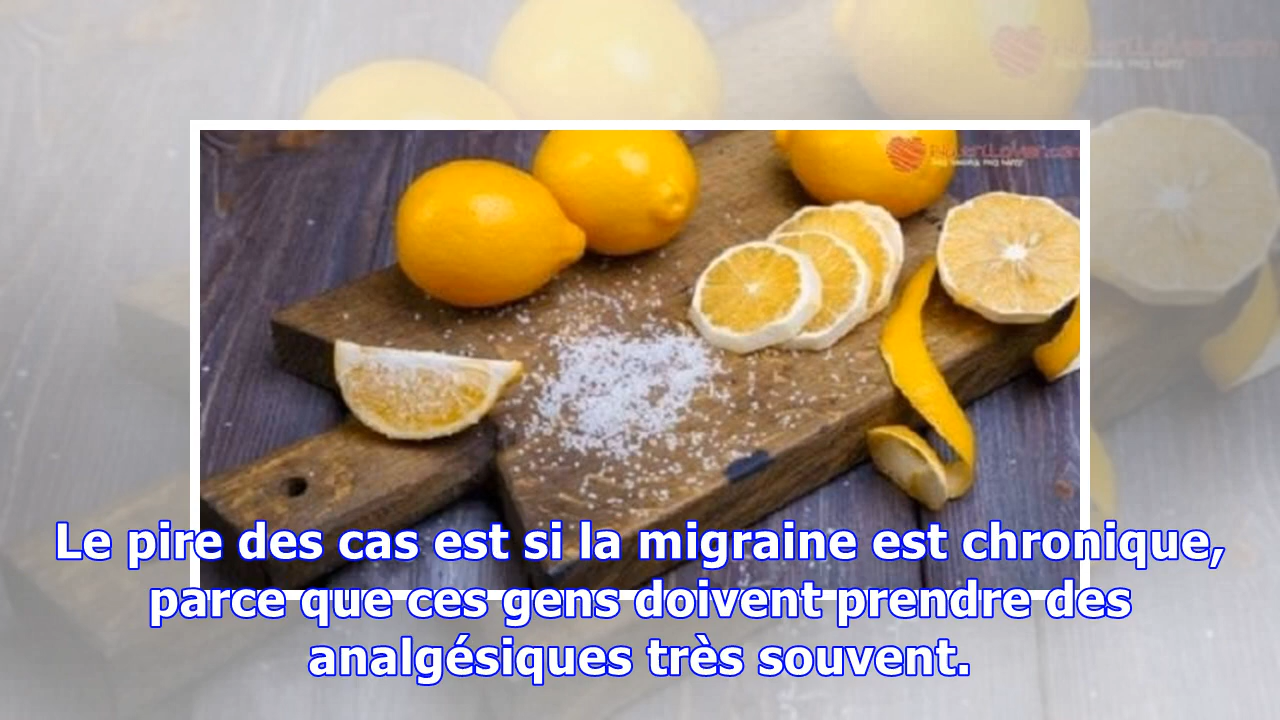 Le pire des cas est si la migraine est chronique,
parce que ces gens doivent prendre des
analgésiques très souvent.